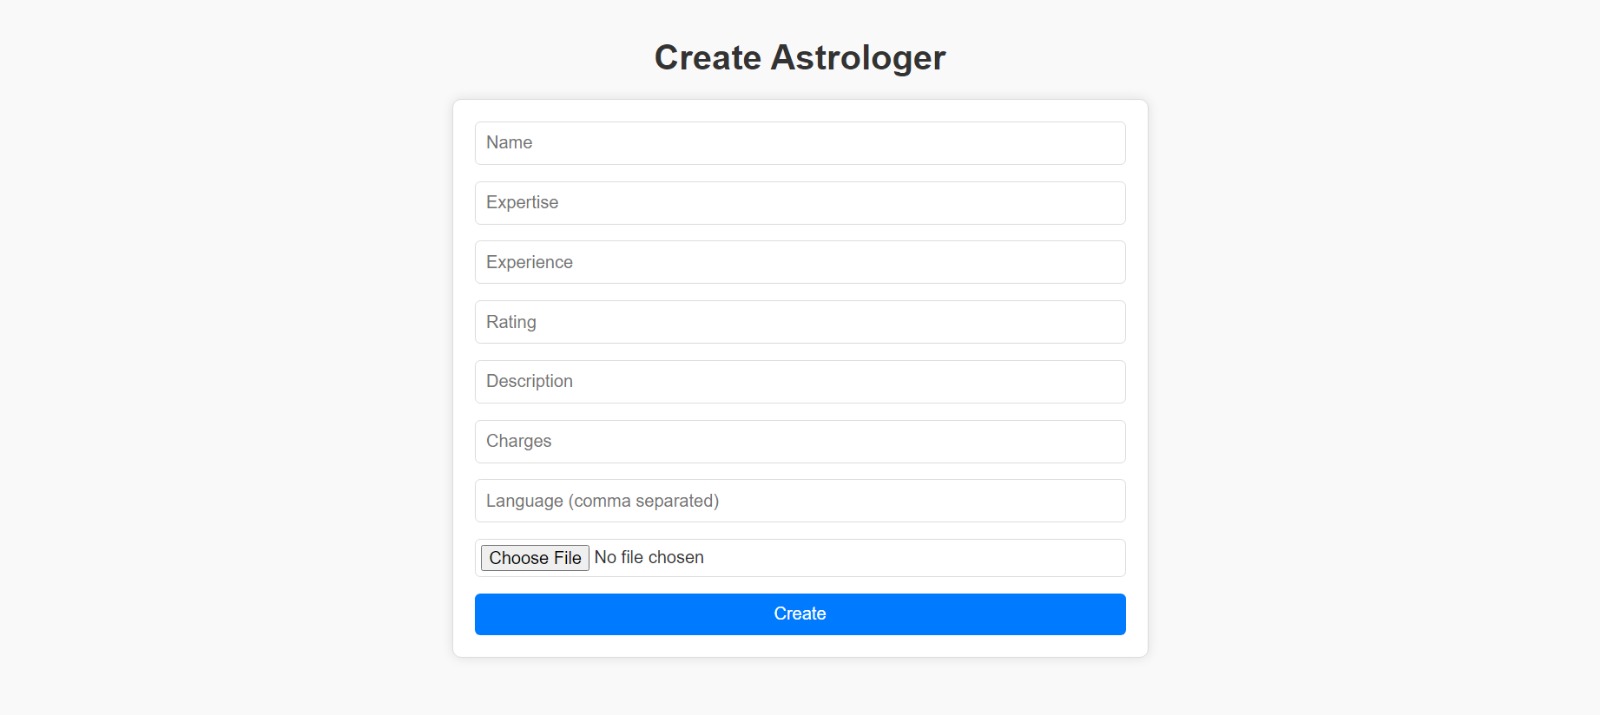 Create Astrologer
Name
Expertise
Experience
Rating
Description
Charges
Language (comma separated)
Choose File No file chosen
Create